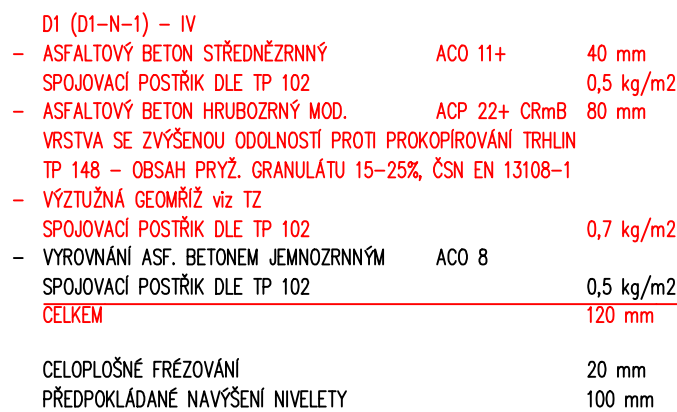 D1 (D1-N-1) - IV
- ASFALTOVÝ BETON STŘEDNĚZRNNÝ ACO 11+ 40 mm
SPOJOVACÍ POSTŘIK DLE TP 102 0,5 kg/m2
- ASFALTOVÝ BETON HRUBOZRNÝ MOD. ACP 22+ CRmB 80 mm
VRSTVA SE ZVÝŠENOU ODOLNOSTÍ PROTI PROKOPÍROVÁNÍ TRHLIN
TP 148 - OBSAH PRYŽ. GRANULÁTU 15-25%, ČSN EN 13108-1
- VÝZTUŽNÁ GEOMŘÍŽ viz TZ
SPOJOVACÍ POSTŘIK DLE TP 102 0,7 kg/m2
- VYROVNÁNÍ ASF. BETONEM JEMNOZRNNÝM ACO 8
SPOJOVACÍ POSTŘIK DLE TP 102 0,5 kg/m2
CELKEM 120 mm
CELOPLOŠNÉ FRÉZOVÁNÍ 20 mm
PŘEDPOKLÁDANÉ NAVÝŠENÍ NIVELETY 100 mm